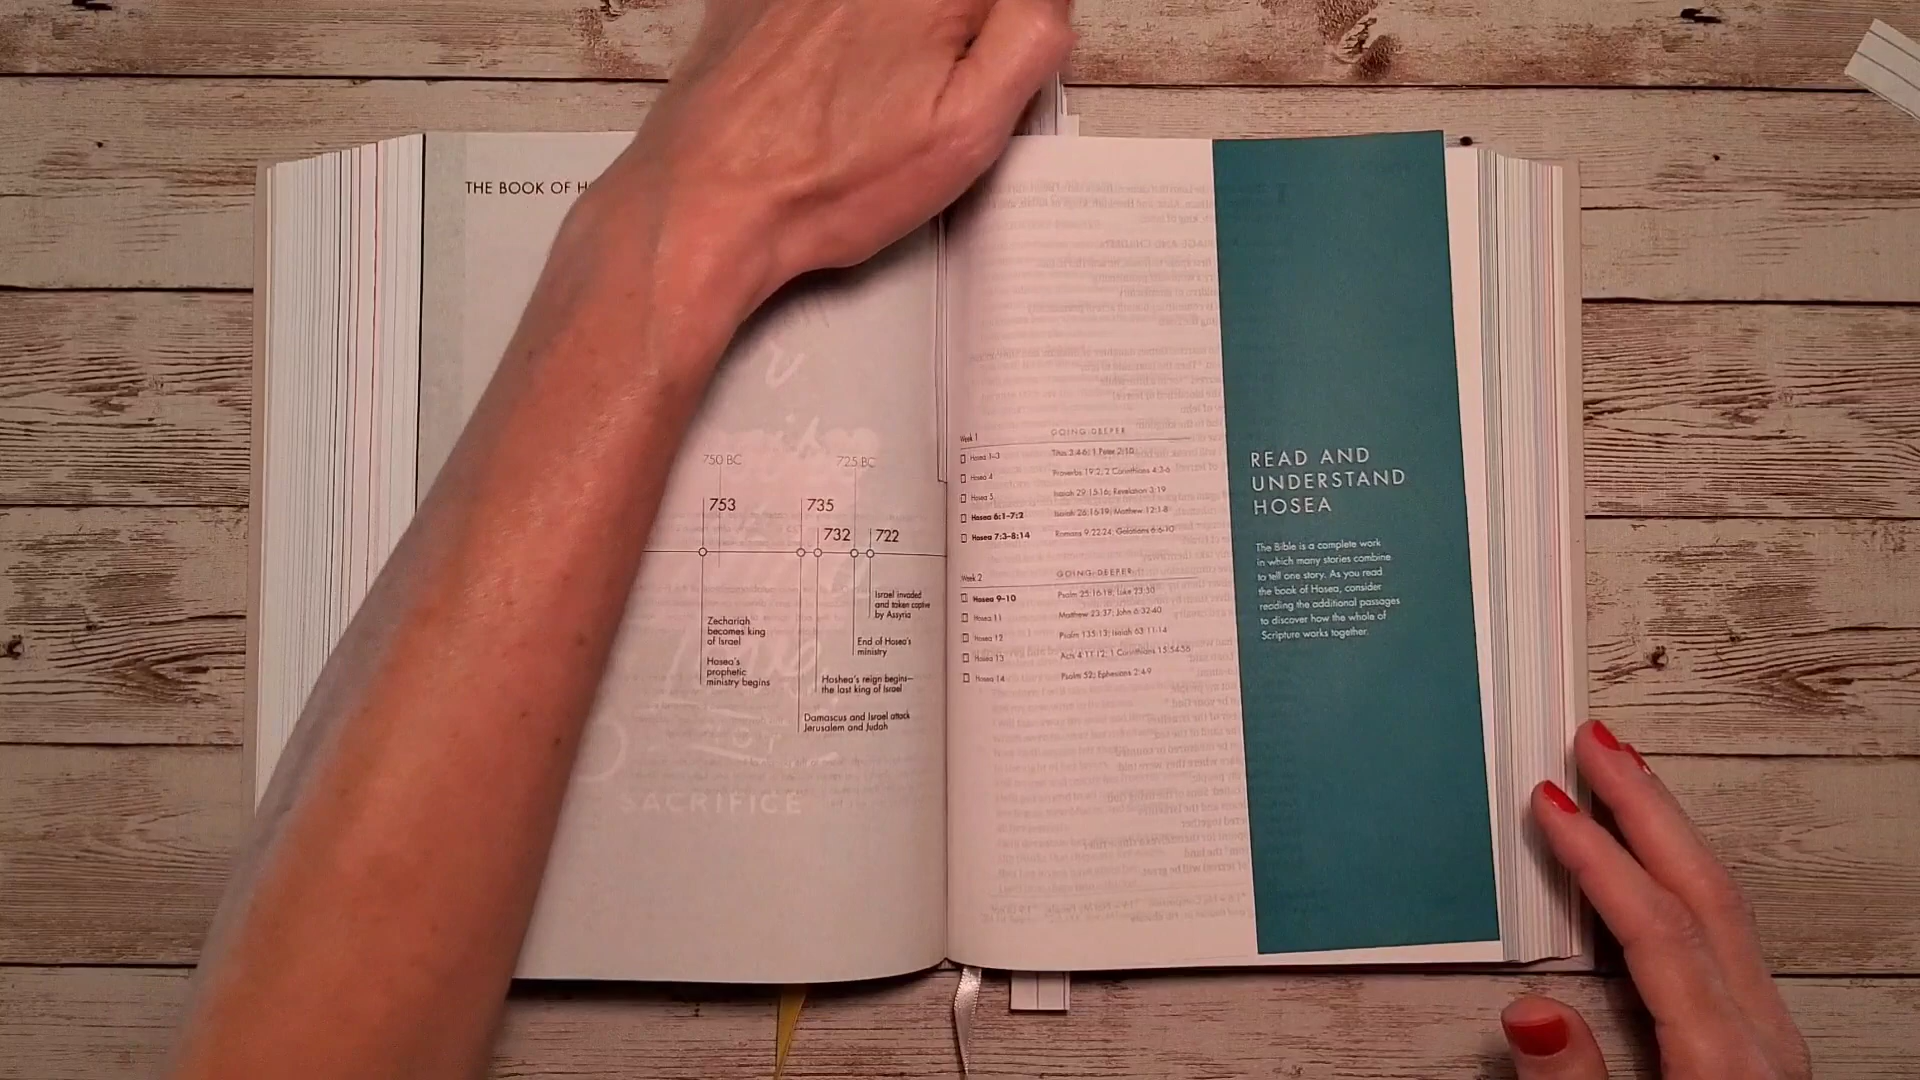 THE BOOK OF
750 BC
725 BC
753
735
732
722
Israel invaded
and taken captive
by Assyria
Zechariah
becomes king
of Israel
End of Hosea's
ministry
Hosea's
prophetic
ministry begins
Hoshea's reign begins—
the last king of Israel
Damascus and Israel attack
Jerusalem and Judah
NOT
SACRIFICE
Week 1 GOING DEEPER
Hosea 1–3 Titus 3:4-6; 1 Peter 2:10
Hosea 4 Proverbs 19:2; 2 Corinthians 4:3-6
Hosea 5 Isaiah 29:15-16; Revelation 3:19
Hosea 6:1–7:2 Isaiah 26:16-19; Matthew 12:1-8
Hosea 7:3–8:14 Romans 9:22-24; Galatians 6:6-10
Week 2 GOING DEEPER
Hosea 9–10 Psalm 25:16-18; Luke 23:30
Hosea 11 Matthew 23:37; John 6:32-40
Hosea 12 Psalm 135:13; Isaiah 63:11-14
Hosea 13 Acts 4:11-12; 1 Corinthians 15:54-56
Hosea 14 Psalm 52; Ephesians 2:4-9
READ AND
UNDERSTAND
HOSEA
The Bible is a complete work
in which many stories combine
to tell one story. As you read
the book of Hosea, consider
reading the additional passages
to discover how the whole of
Scripture works together.